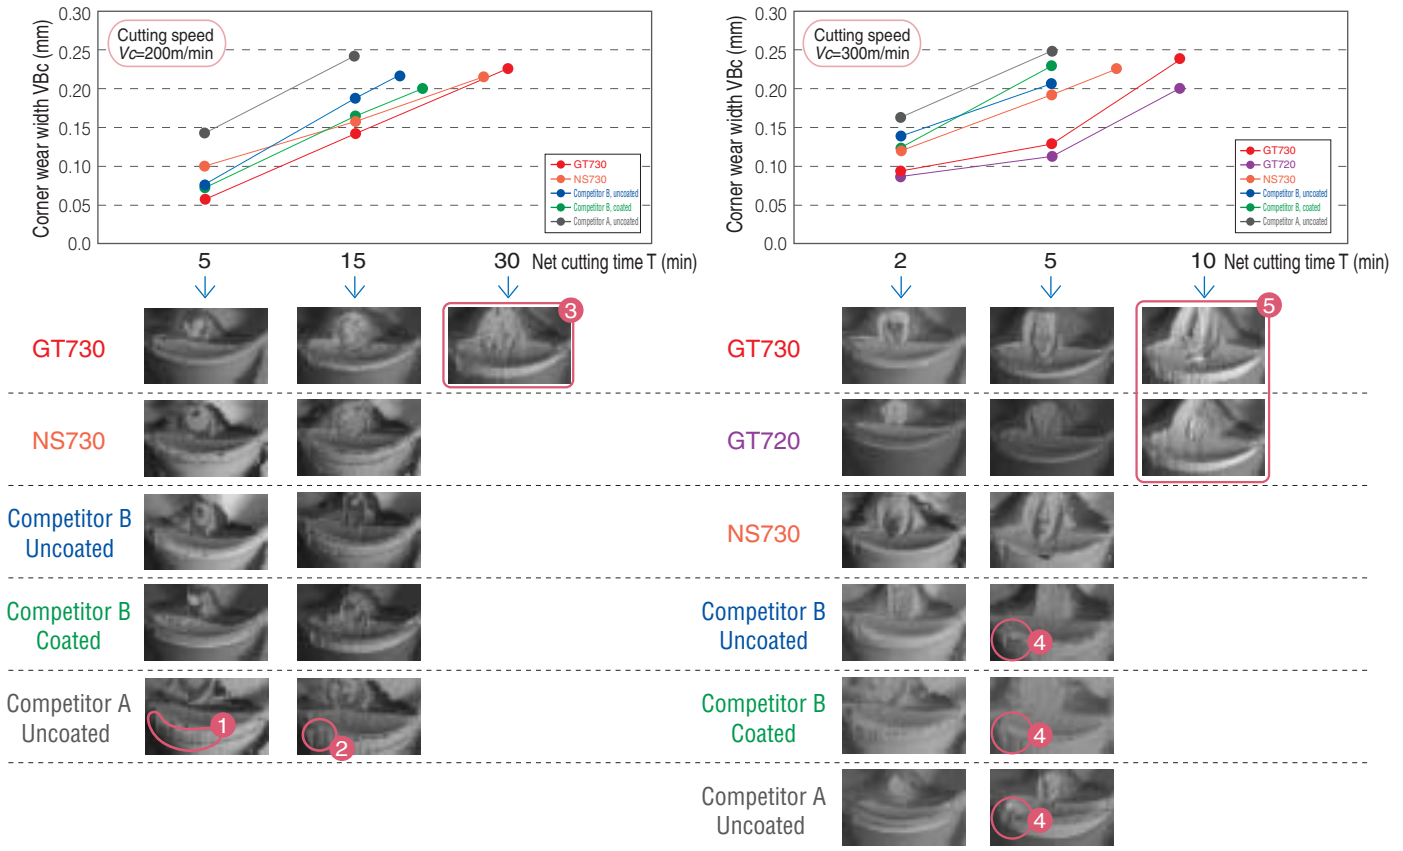 Corner wear width VBc (mm)
0.30
0.25
0.20
0.15
0.10
0.05
0.0
Cutting speed
Vc=200m/min
GT730
NS730
Competitor B, uncoated
Competitor B, coated
Competitor A, uncoated
5
15
30
Net cutting time T (min)
GT730
3
NS730
Competitor B
Uncoated
Competitor B
Coated
Competitor A
Uncoated
1
2
Corner wear width VBc (mm)
0.30
0.25
0.20
0.15
0.10
0.05
0.0
Cutting speed
Vc=300m/min
GT730
GT720
NS730
Competitor B, uncoated
Competitor B, coated
Competitor A, uncoated
2
5
10
Net cutting time T (min)
5
GT730
GT720
NS730
Competitor B
Uncoated
4
Competitor B
Coated
4
Competitor A
Uncoated
4